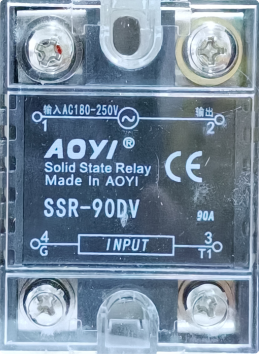 输入AC180-250V 输出
1 2
AOYI®
Solid State Relay
Made In AOYI
CE
SSR-90DV
90A
4 INPUT 3
G T1